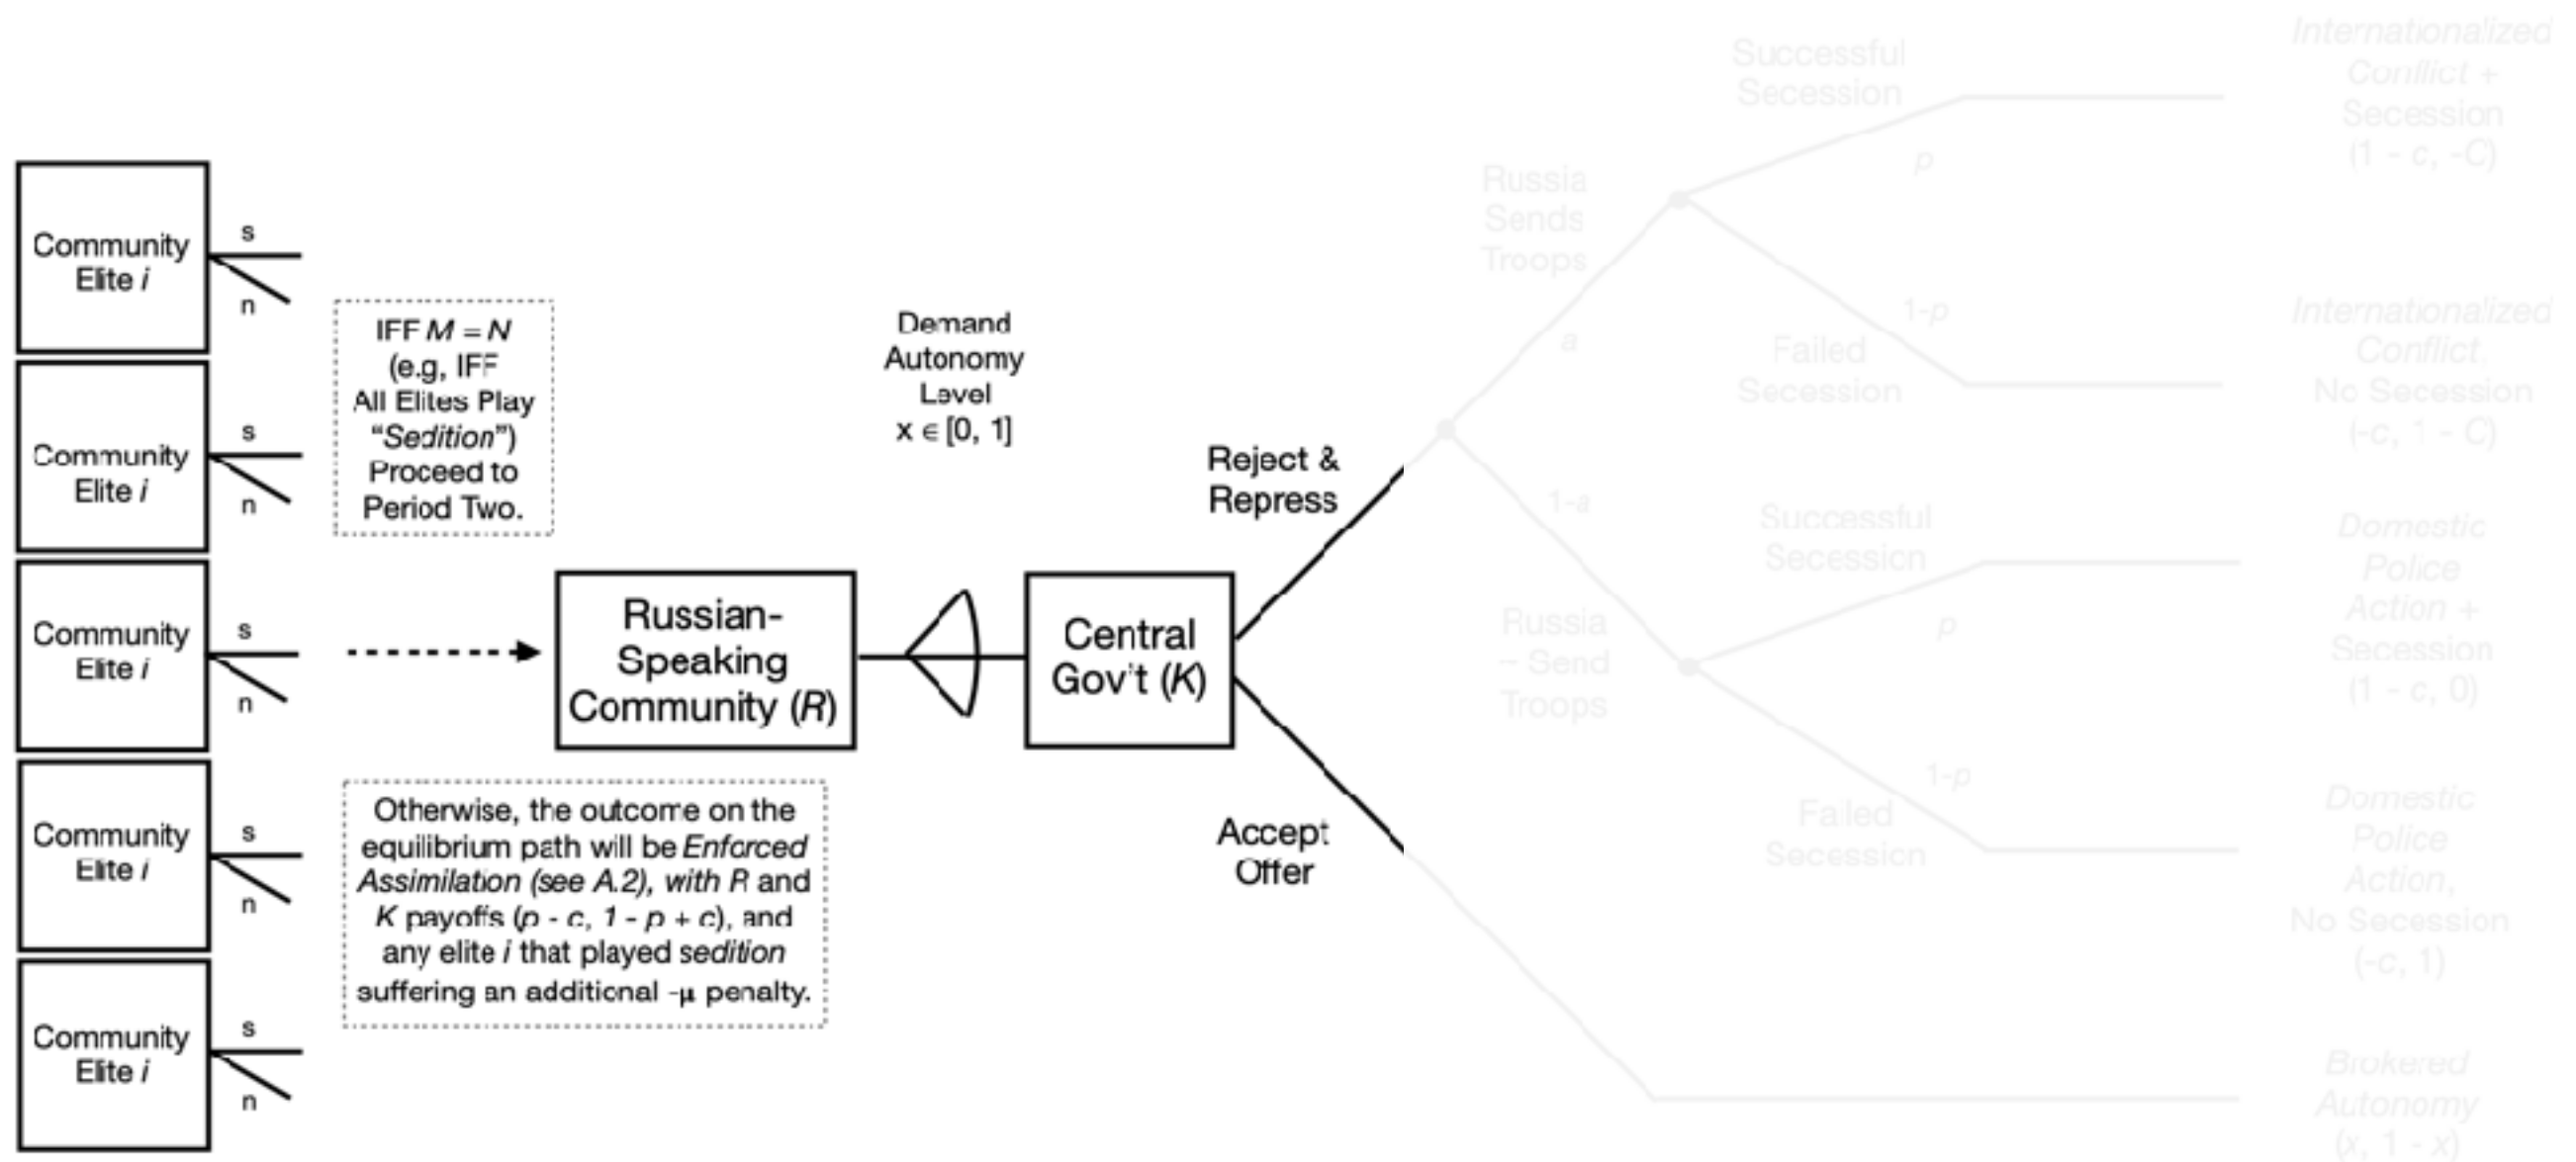 Community
Elite i
s
n
Community
Elite i
s
n
Community
Elite i
s
n
Community
Elite i
s
n
Community
Elite i
s
n
IFF M = N
(e.g, IFF
All Elites Play
“Sedition”)
Proceed to
Period Two.
Otherwise, the outcome on the
equilibrium path will be Enforced
Assimilation (see A.2), with R and
K payoffs (p - c, 1 - p + c), and
any elite i that played sedition
suffering an additional -μ penalty.
Russian-
Speaking
Community (R)
Demand
Autonomy
Level
x ∈ [0, 1]
Central
Gov't (K)
Reject &
Repress
Accept
Offer
Russia
Sends
Troops
a
1-a
Russia
¬ Send
Troops
Successful
Secession
p
1-p
Failed
Secession
Successful
Secession
p
1-p
Failed
Secession
Internationalized
Conflict +
Secession
(1 - c, -C)
Internationalized
Conflict,
No Secession
(-c, 1 - C)
Domestic
Police
Action +
Secession
(1 - c, 0)
Domestic
Police
Action,
No Secession
(-c, 1)
Brokered
Autonomy
(x, 1 - x)